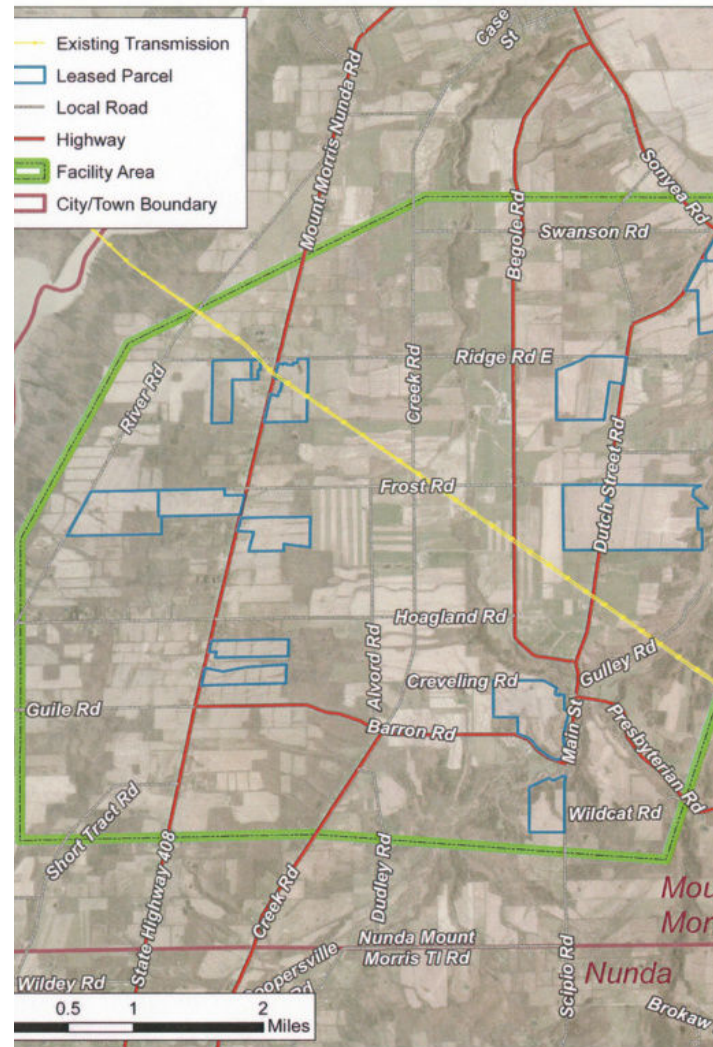 Existing Transmission
Leased Parcel
Local Road
Highway
Facility Area
City/Town Boundary
Case
St
Mount Morris Nunda Rd
Begole Rd
Sonyea Rd
Swanson Rd
River Rd
Creek Rd
Ridge Rd E
Dutch Street Rd
Frost Rd
Hoagland Rd
Alvord Rd
Gulley Rd
Creveling Rd
Guile Rd
Barron Rd
Main St
Presbyterian Rd
Short Tract Rd
Wildcat Rd
State Highway 408
Creek Rd
Dudley Rd
Mou
Mor
Nunda Mount
Morris Tl Rd
Nunda
Scipio Rd
Wildey Rd
oopersville
Rd
Brokaw
0.5 1 2
Miles